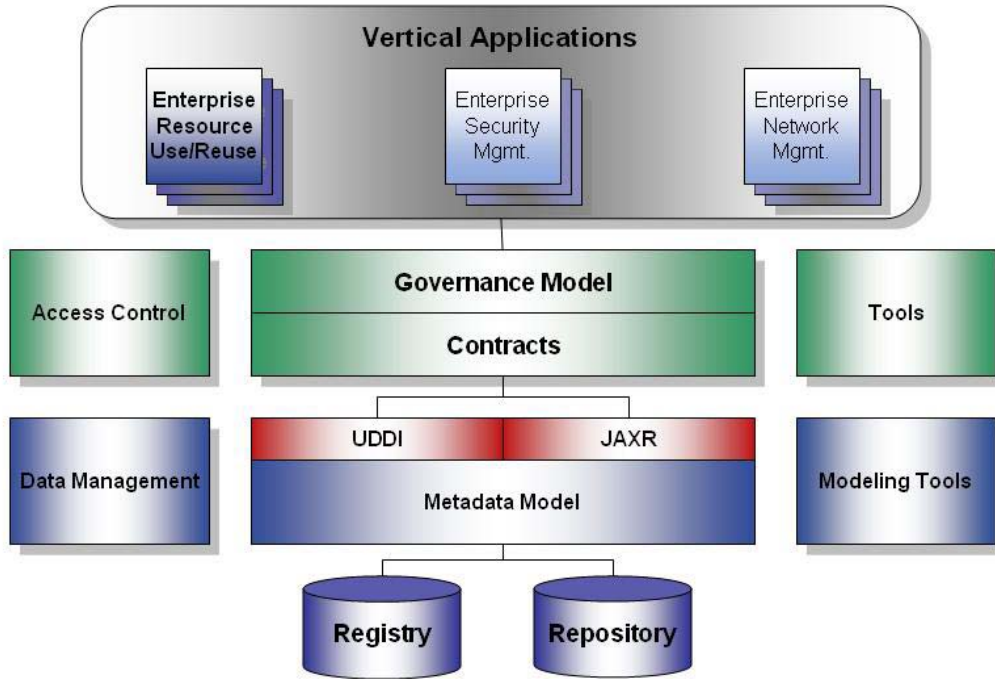 Vertical Applications
Enterprise
Resource
Use/Reuse
Enterprise
Security
Mgmt.
Enterprise
Network
Mgmt.
Access Control
Governance Model
Contracts
Tools
UDDI
JAXR
Data Management
Metadata Model
Modeling Tools
Registry
Repository